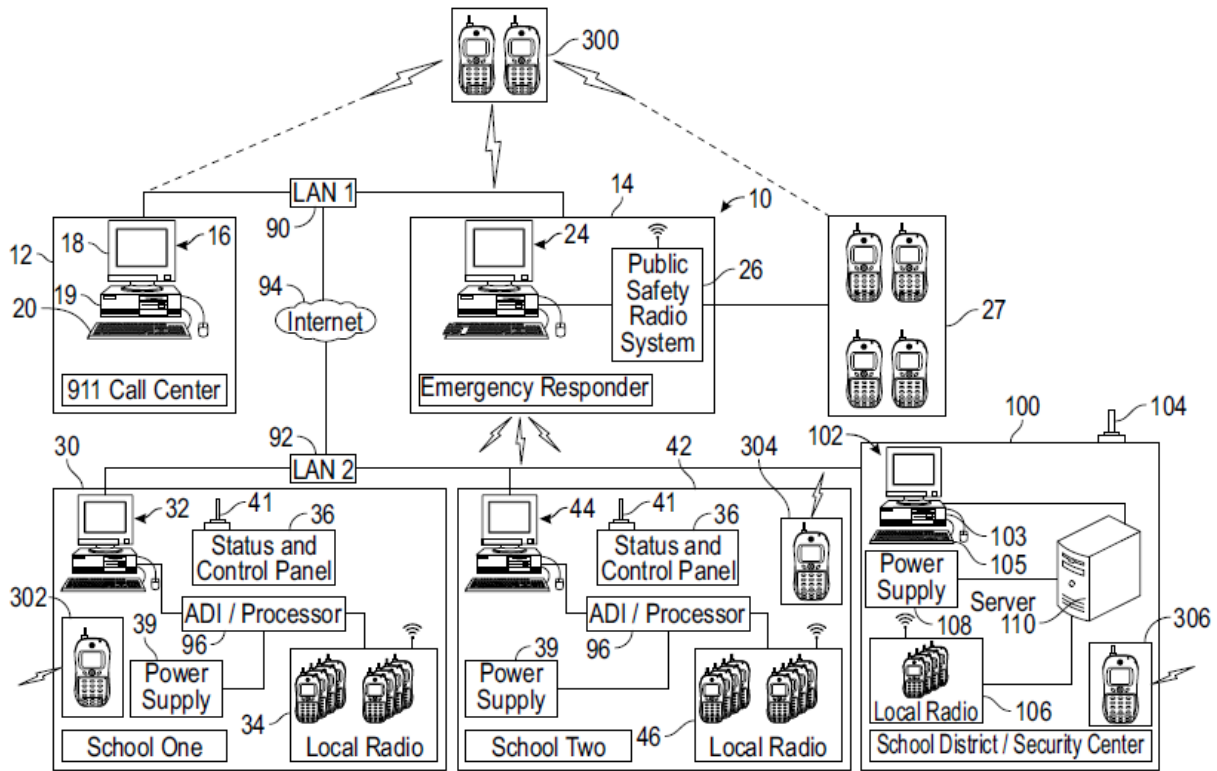 300
LAN 1
90
14
10
12
18
16
19
20
911 Call Center
94
Internet
24
Public
Safety
Radio
System
26
Emergency Responder
27
30
92
LAN 2
42
304
102
100
104
32
41
36
Status and
Control Panel
302
39
ADI / Processor
96
Power
Supply
34
School One
Local Radio
44
41
36
Status and
Control Panel
39
ADI / Processor
96
Power
Supply
46
School Two
Local Radio
103
105
Power
Supply
108
Server
110
306
Local Radio
106
School District / Security Center